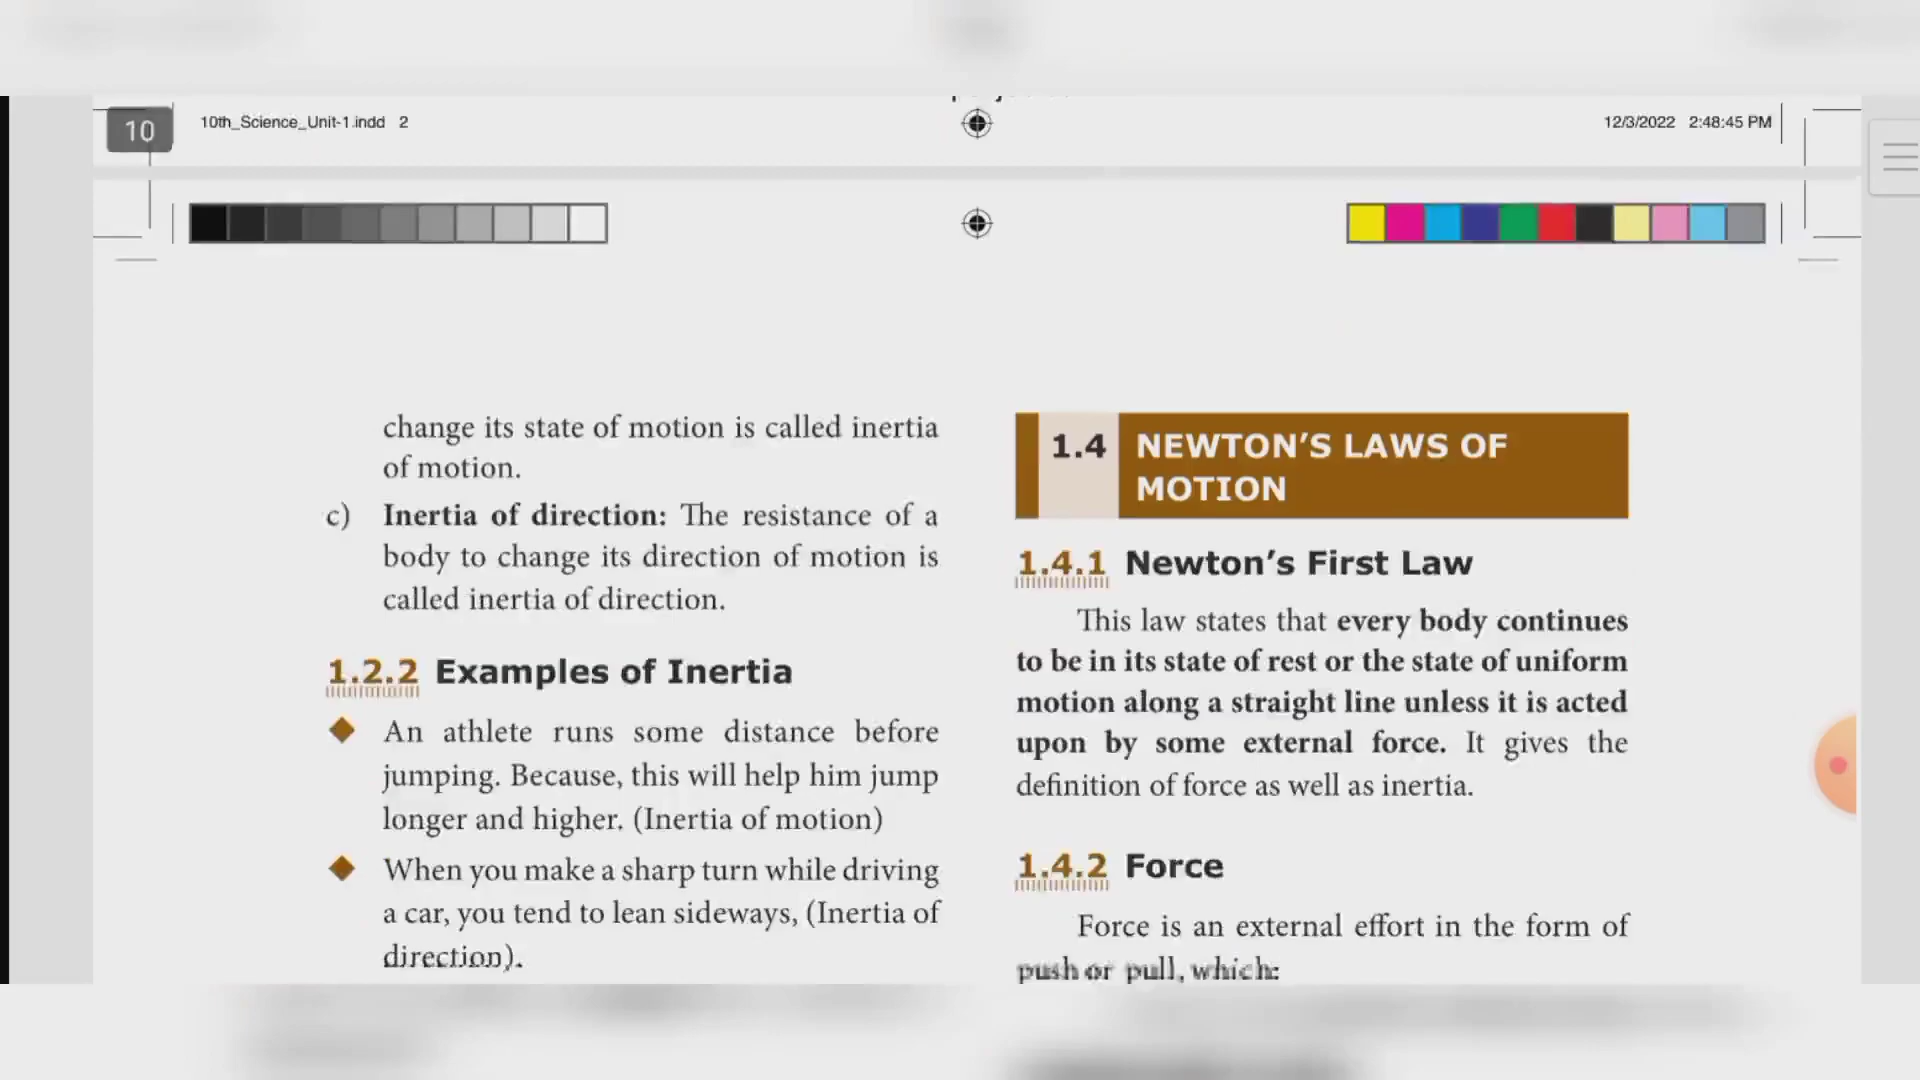 10
10th_Science_Unit-1.indd 2
12/3/2022 2:48:45 PM
change its state of motion is called inertia
of motion.
c) Inertia of direction: The resistance of a
body to change its direction of motion is
called inertia of direction.
1.2.2 Examples of Inertia
An athlete runs some distance before
jumping. Because, this will help him jump
longer and higher. (Inertia of motion)
When you make a sharp turn while driving
a car, you tend to lean sideways, (Inertia of
direction).
1.4 NEWTON'S LAWS OF
MOTION
1.4.1 Newton's First Law
This law states that every body continues
to be in its state of rest or the state of uniform
motion along a straight line unless it is acted
upon by some external force. It gives the
definition of force as well as inertia.
1.4.2 Force
Force is an external effort in the form of
push or pull, which: